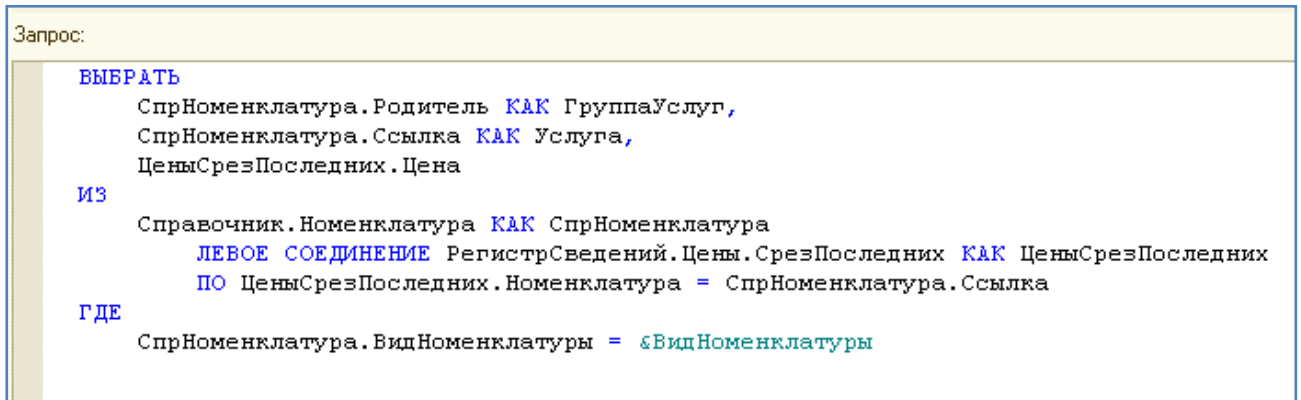 Запрос:
ВЫБРАТЬ
СпрНоменклатура.Родитель КАК ГруппаУслуг,
СпрНоменклатура.Ссылка КАК Услуга,
ЦеныСрезПоследних.Цена
ИЗ
Справочник.Номенклатура КАК СпрНоменклатура
ЛЕВОЕ СОЕДИНЕНИЕ РегистрСведений.Цены.СрезПоследних КАК ЦеныСрезПоследних
ПО ЦеныСрезПоследних.Номенклатура = СпрНоменклатура.Ссылка
ГДЕ
СпрНоменклатура.ВидНоменклатуры = &ВидНоменклатуры